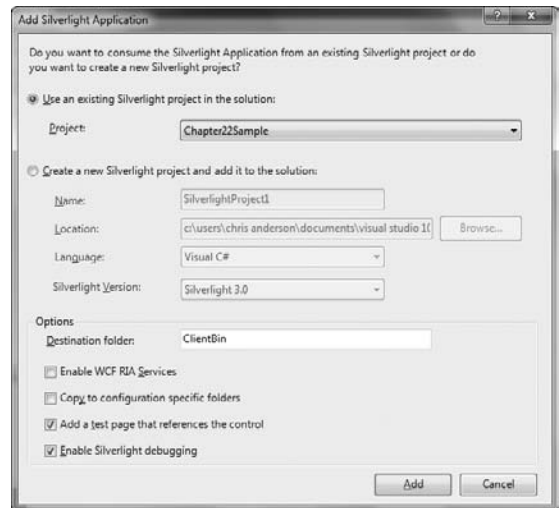 Add Silverlight Application
Do you want to consume the Silverlight Application from an existing Silverlight project or do
you want to create a new Silverlight project?
Use an existing Silverlight project in the solution:
Project: Chapter22Sample
Create a new Silverlight project and add it to the solution:
Name: SilverlightProject1
Location: c:\users\chris anderson\documents\visual studio 10 Browse...
Language: Visual C#
Silverlight Version: Silverlight 3.0
Options
Destination folder: ClientBin
Enable WCF RIA Services
Copy to configuration specific folders
Add a test page that references the control
Enable Silverlight debugging
Add Cancel